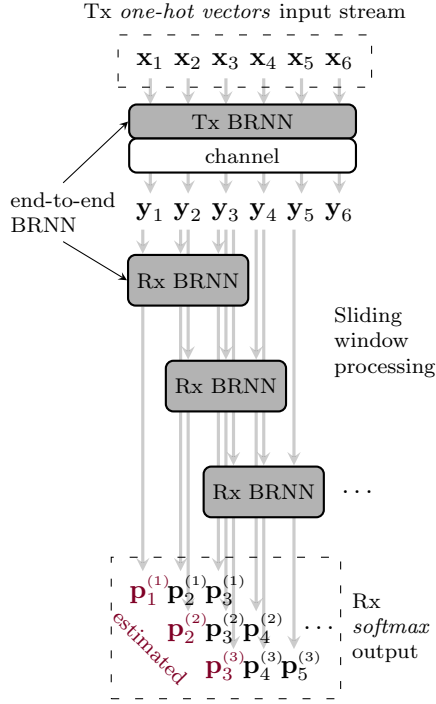 Tx one-hot vectors input stream
x₁ x₂ x₃ x₄ x₅ x₆
Tx BRNN
channel
end-to-end
BRNN
y₁ y₂ y₃ y₄ y₅ y₆
Rx BRNN
Sliding
window
processing
Rx BRNN
Rx BRNN ...
p₁⁽¹⁾ p₂⁽¹⁾ p₃⁽¹⁾
p₂⁽²⁾ p₃⁽²⁾ p₄⁽²⁾ ...
p₃⁽³⁾ p₄⁽³⁾ p₅⁽³⁾
estimated
Rx
softmax
output